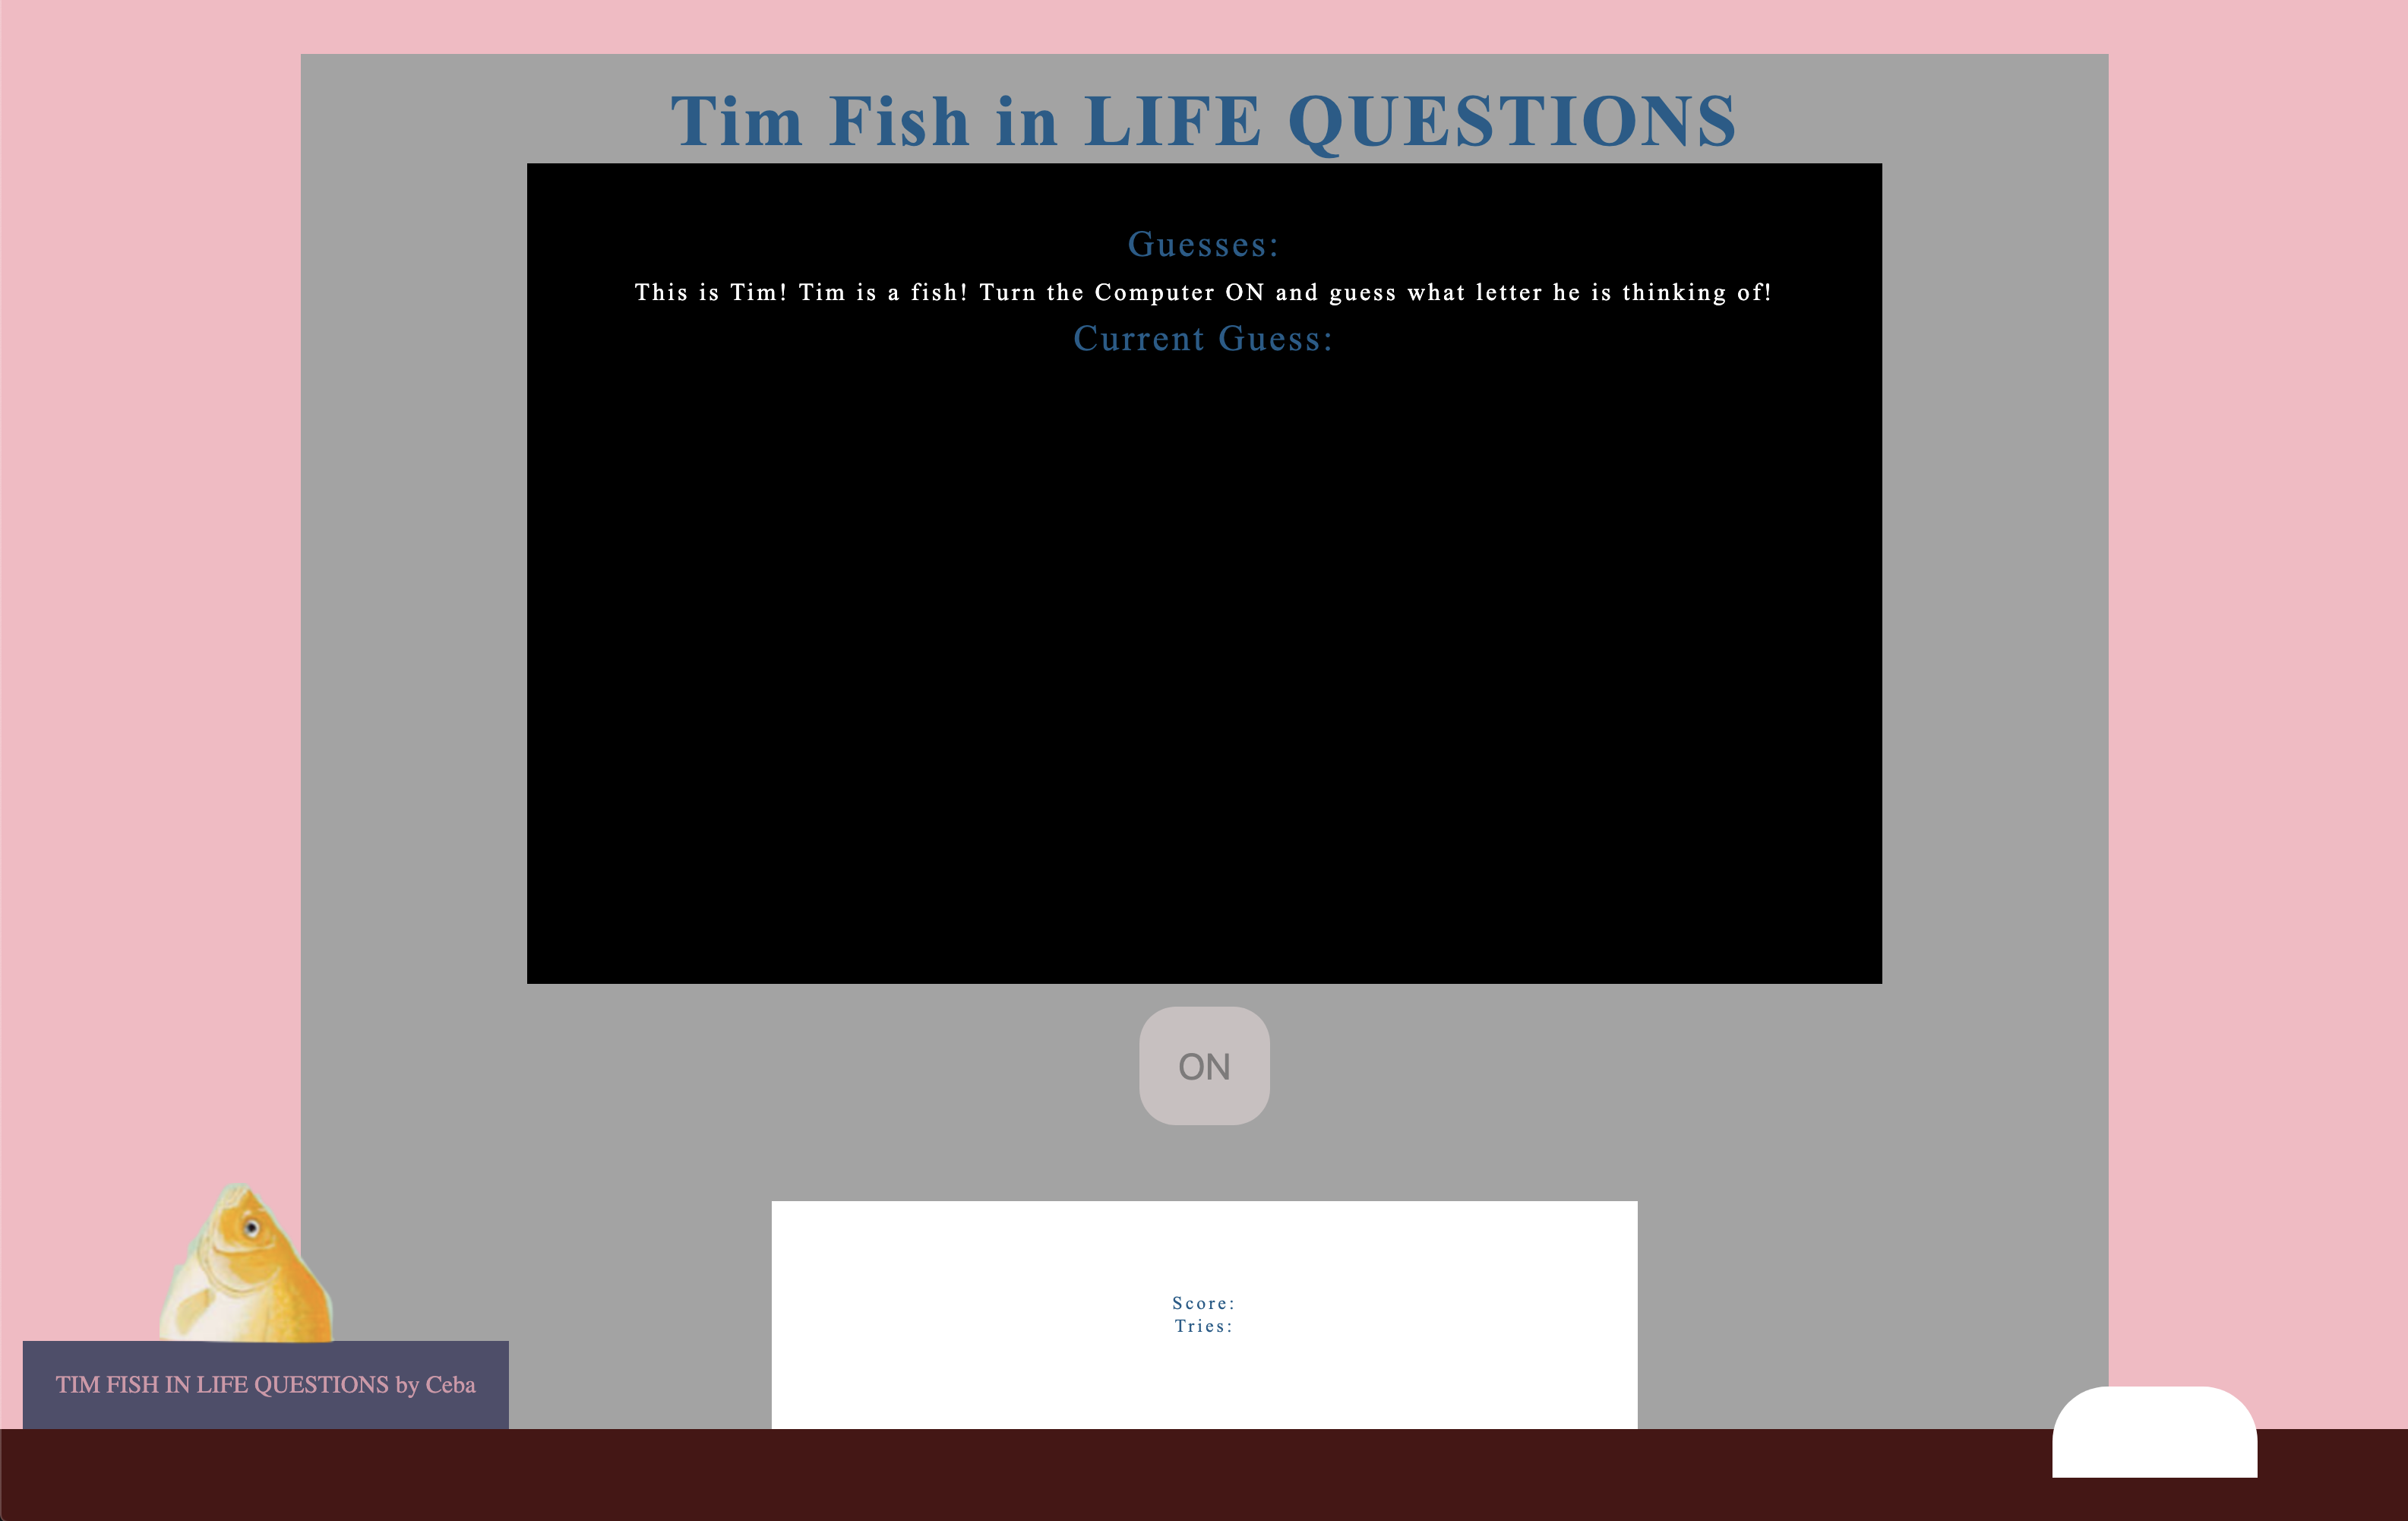 Tim Fish in LIFE QUESTIONS
Guesses:
This is Tim! Tim is a fish! Turn the Computer ON and guess what letter he is thinking of!
Current Guess:
ON
Score:
Tries:
TIM FISH IN LIFE QUESTIONS by Ceba